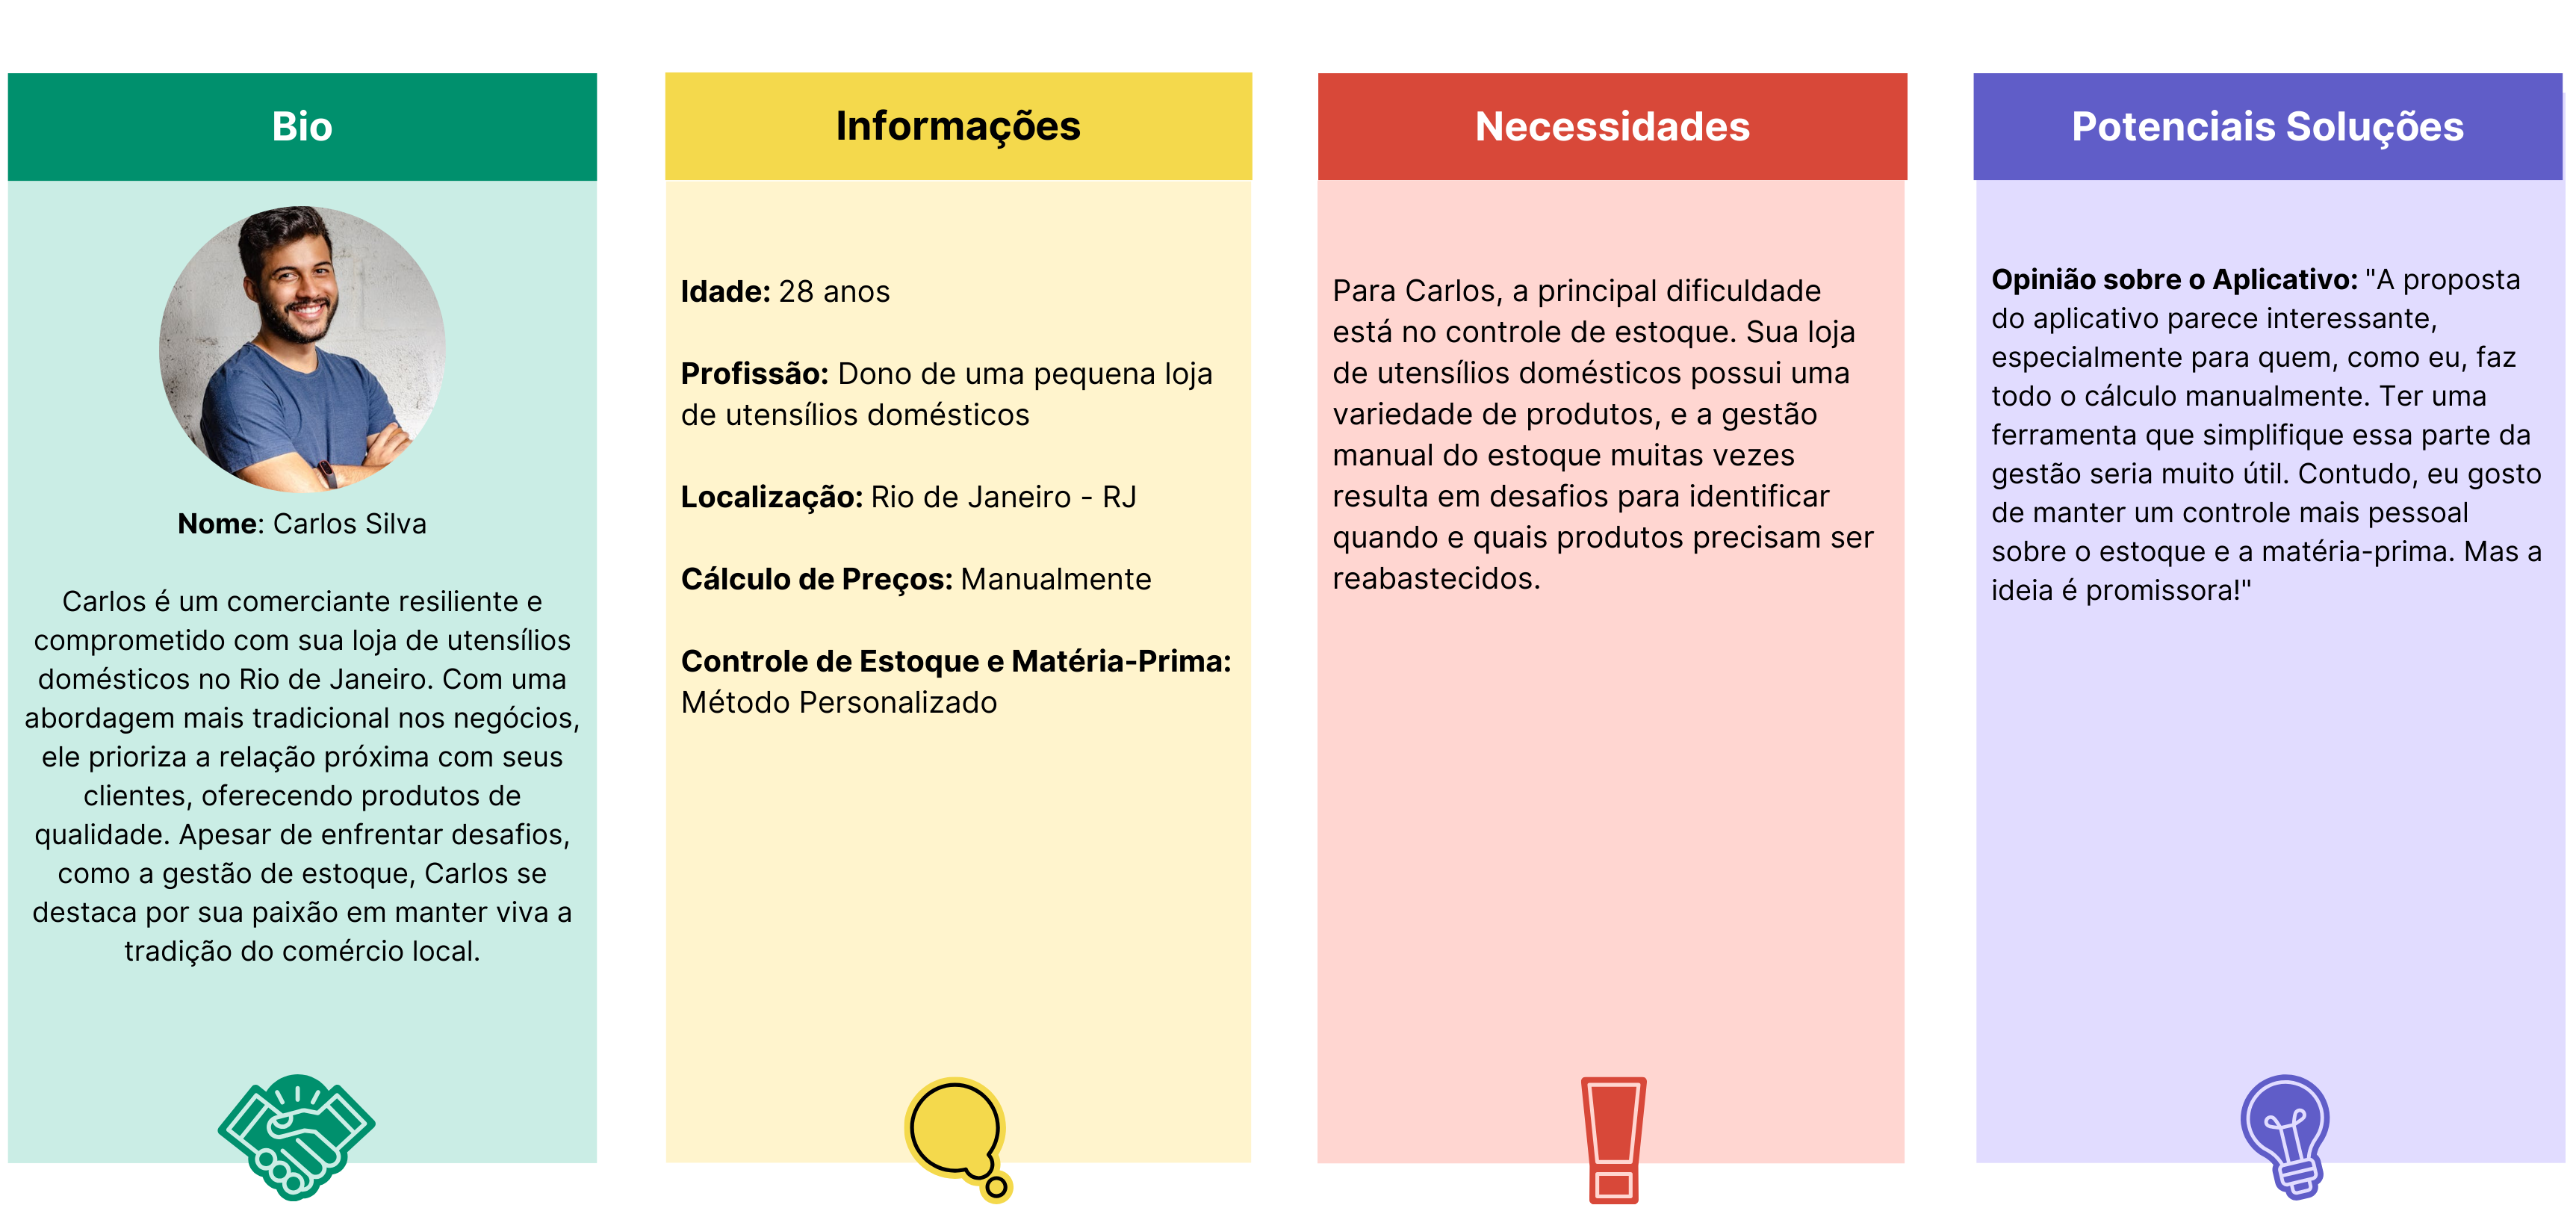 Bio
Nome: Carlos Silva
Carlos é um comerciante resiliente e
comprometido com sua loja de utensílios
domésticos no Rio de Janeiro. Com uma
abordagem mais tradicional nos negócios,
ele prioriza a relação próxima com seus
clientes, oferecendo produtos de
qualidade. Apesar de enfrentar desafios,
como a gestão de estoque, Carlos se
destaca por sua paixão em manter viva a
tradição do comércio local.
Informações
Idade: 28 anos
Profissão: Dono de uma pequena loja
de utensílios domésticos
Localização: Rio de Janeiro - RJ
Cálculo de Preços: Manualmente
Controle de Estoque e Matéria-Prima:
Método Personalizado
Necessidades
Para Carlos, a principal dificuldade
está no controle de estoque. Sua loja
de utensílios domésticos possui uma
variedade de produtos, e a gestão
manual do estoque muitas vezes
resulta em desafios para identificar
quando e quais produtos precisam ser
reabastecidos.
Potenciais Soluções
Opinião sobre o Aplicativo: "A proposta
do aplicativo parece interessante,
especialmente para quem, como eu, faz
todo o cálculo manualmente. Ter uma
ferramenta que simplifique essa parte da
gestão seria muito útil. Contudo, eu gosto
de manter um controle mais pessoal
sobre o estoque e a matéria-prima. Mas a
ideia é promissora!"